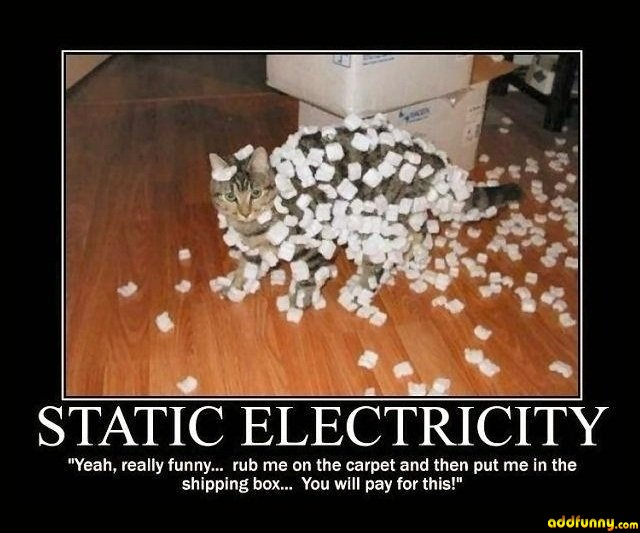 STATIC ELECTRICITY
"Yeah, really funny... rub me on the carpet and then put me in the
shipping box... You will pay for this!"
addfunny.com